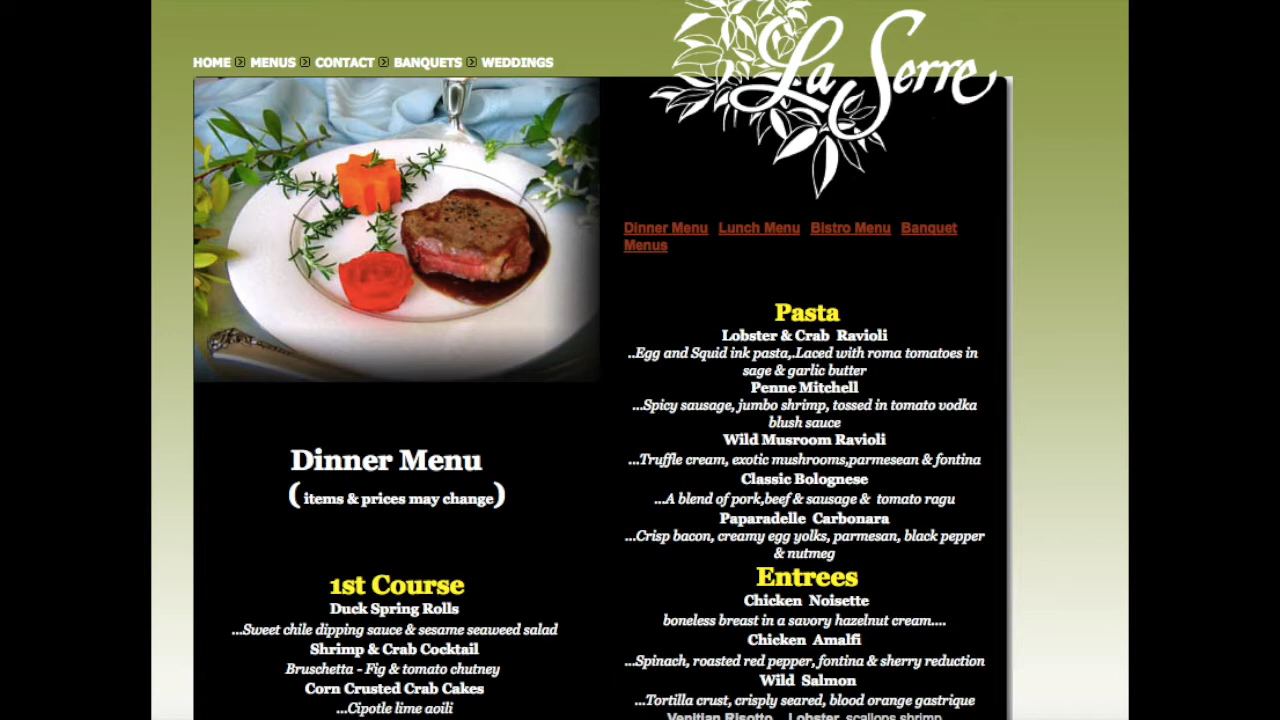 La Serre
HOME MENUS CONTACT BANQUETS WEDDINGS
Dinner Menu Lunch Menu Bistro Menu Banquet
Menus
Dinner Menu
( items & prices may change)
1st Course
Duck Spring Rolls
...Sweet chile dipping sauce & sesame seaweed salad
Shrimp & Crab Cocktail
Bruschetta - Fig & tomato chutney
Corn Crusted Crab Cakes
...Cipotle lime aoili
Pasta
Lobster & Crab Ravioli
..Egg and Squid ink pasta,.Laced with roma tomatoes in
sage & garlic butter
Penne Mitchell
...Spicy sausage, jumbo shrimp, tossed in tomato vodka
blush sauce
Wild Musroom Ravioli
...Truffle cream, exotic mushrooms,parmesean & fontina
Classic Bolognese
...A blend of pork,beef & sausage & tomato ragu
Paparadelle Carbonara
...Crisp bacon, creamy egg yolks, parmesan, black pepper
& nutmeg
Entrees
Chicken Noisette
boneless breast in a savory hazelnut cream....
Chicken Amalfi
...Spinach, roasted red pepper, fontina & sherry reduction
Wild Salmon
...Tortilla crust, crisply seared, blood orange gastrique
Venitian Risotto Lobster, scallops shrimp